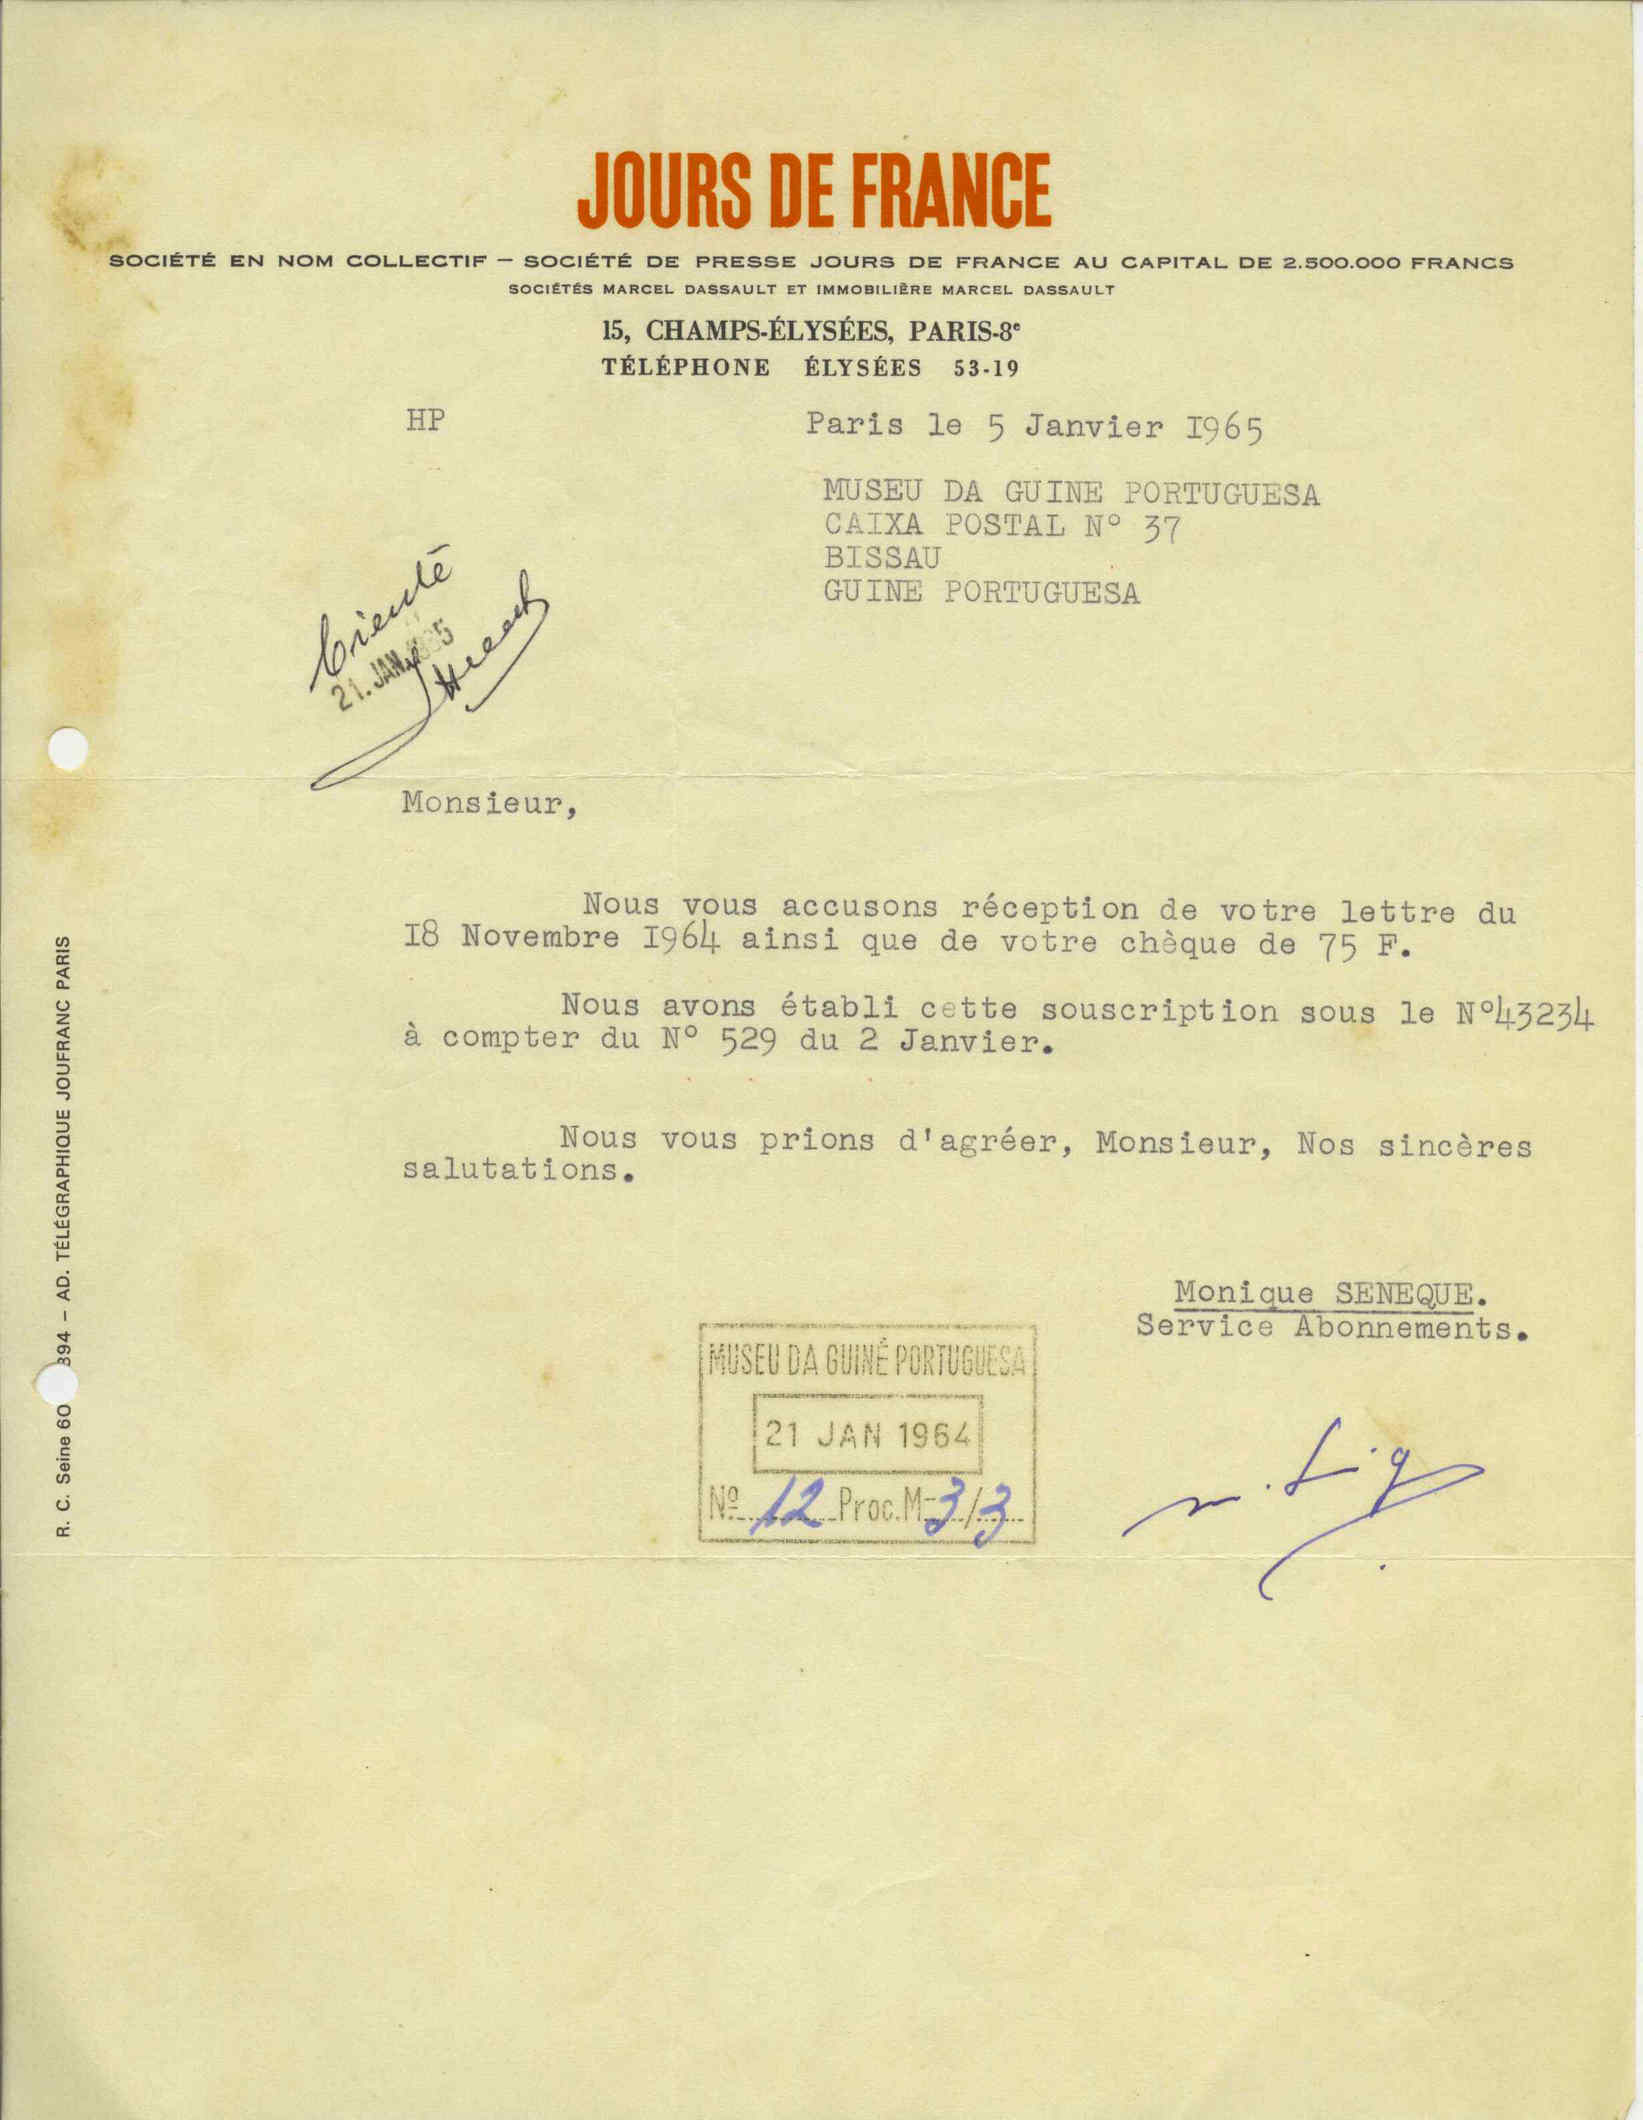 JOURS DE FRANCE
SOCIÉTÉ EN NOM COLLECTIF — SOCIÉTÉ DE PRESSE JOURS DE FRANCE AU CAPITAL DE 2.500.000 FRANCS
SOCIÉTÉS MARCEL DASSAULT ET IMMOBILIÈRE MARCEL DASSAULT
15, CHAMPS-ÉLYSÉES, PARIS-8e
TÉLÉPHONE ÉLYSÉES 53-19
HP
Paris le 5 Janvier 1965
MUSEU DA GUINE PORTUGUESA
CAIXA POSTAL N° 37
BISSAU
GUINE PORTUGUESA
21. JAN.
Monsieur,
Nous vous accusons réception de votre lettre du
18 Novembre 1964 ainsi que de votre chèque de 75 F.
Nous avons établi cette souscription sous le N°43234
à compter du N° 529 du 2 Janvier.
Nous vous prions d'agréer, Monsieur, Nos sincères
salutations.
Monique SENEQUE.
Service Abonnements.
MUSEU DA GUINÉ PORTUGUESA
21 JAN 1964
Nº 12 Proc. M-3/3
R. C. Seine 60 894 — AD. TÉLÉGRAPHIQUE JOUFRANC PARIS